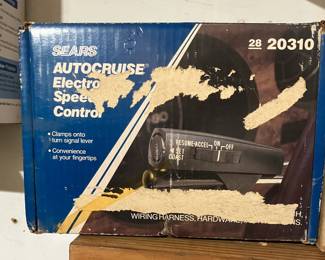 SEARS
28 20310
AUTOCRUISE
Electro
Speed
Control
• Clamps onto
turn signal lever
• Convenience
at your fingertips
RESUME-ACCEL
ON
OFF
SET
COAST
WIRING HARNESS, HARDWA